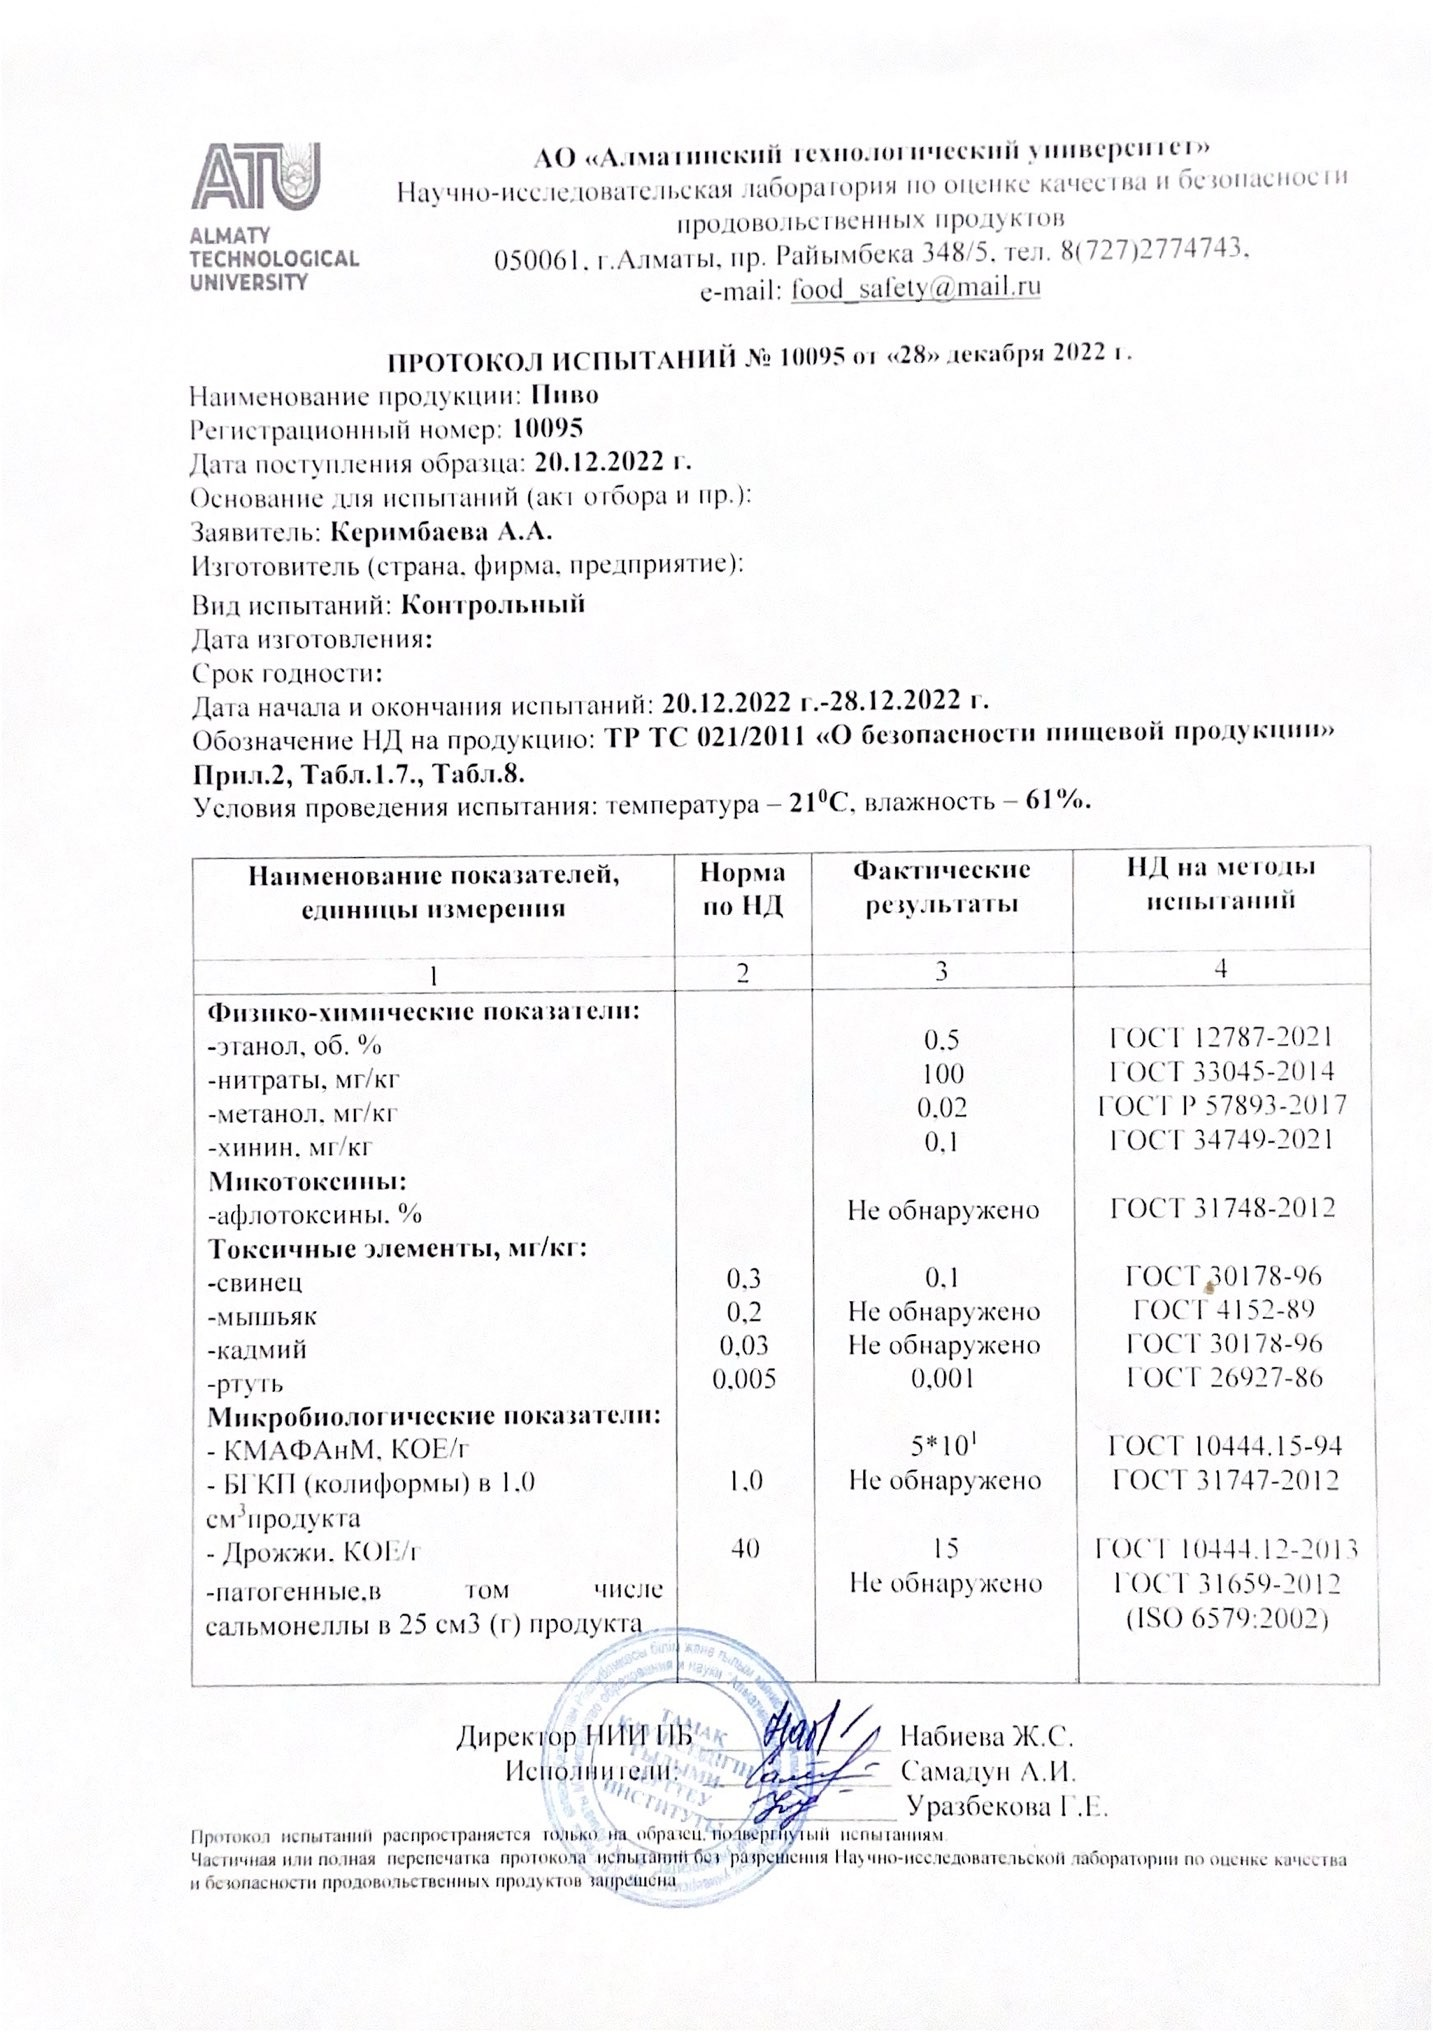 ATU
ALMATY
TECHNOLOGICAL
UNIVERSITY
АО «Алматинский технологический университет»
Научно-исследовательская лаборатория по оценке качества и безопасности
продовольственных продуктов
050061, г.Алматы, пр. Райымбека 348/5, тел. 8(727)2774743,
e-mail: food_safety@mail.ru
ПРОТОКОЛ ИСПЫТАНИЙ № 10095 от «28» декабря 2022 г.
Наименование продукции: Пиво
Регистрационный номер: 10095
Дата поступления образца: 20.12.2022 г.
Основание для испытаний (акт отбора и пр.):
Заявитель: Керимбаева А.А.
Изготовитель (страна, фирма, предприятие):
Вид испытаний: Контрольный
Дата изготовления:
Срок годности:
Дата начала и окончания испытаний: 20.12.2022 г.-28.12.2022 г.
Обозначение НД на продукцию: ТР ТС 021/2011 «О безопасности пищевой продукции»
Прил.2, Табл.1.7., Табл.8.
Условия проведения испытания: температура – 21⁰С, влажность – 61%.
Наименование показателей, Норма Фактические НД на методы
единицы измерения по НД результаты испытаний
1 2 3 4
Физико-химические показатели:
-этанол, об. % 0,5 ГОСТ 12787-2021
-нитраты, мг/кг 100 ГОСТ 33045-2014
-метанол, мг/кг 0,02 ГОСТ Р 57893-2017
-хинин, мг/кг 0,1 ГОСТ 34749-2021
Микотоксины:
-афлотоксины, % Не обнаружено ГОСТ 31748-2012
Токсичные элементы, мг/кг:
-свинец 0,3 0,1 ГОСТ 30178-96
-мышьяк 0,2 Не обнаружено ГОСТ 4152-89
-кадмий 0,03 Не обнаружено ГОСТ 30178-96
-ртуть 0,005 0,001 ГОСТ 26927-86
Микробиологические показатели:
- КМАФАнМ, КОЕ/г 5*10¹ ГОСТ 10444.15-94
- БГКП (колиформы) в 1,0 1,0 Не обнаружено ГОСТ 31747-2012
см³продукта
- Дрожжи, КОЕ/г 40 15 ГОСТ 10444.12-2013
-патогенные,в том числе Не обнаружено ГОСТ 31659-2012
сальмонеллы в 25 см3 (г) продукта (ISO 6579:2002)
Директор НИИ ПБ Набиева Ж.С.
Исполнители: Самадун А.И.
Уразбекова Г.Е.
ТАМАҚ
ҒЫЛЫМИ
ЗЕРТТЕУ
ИНСТИТУТЫ
Протокол испытаний распространяется только на образец, подвергнутый испытаниям.
Частичная или полная перепечатка протокола испытаний без разрешения Научно-исследовательской лаборатории по оценке качества
и безопасности продовольственных продуктов запрещена